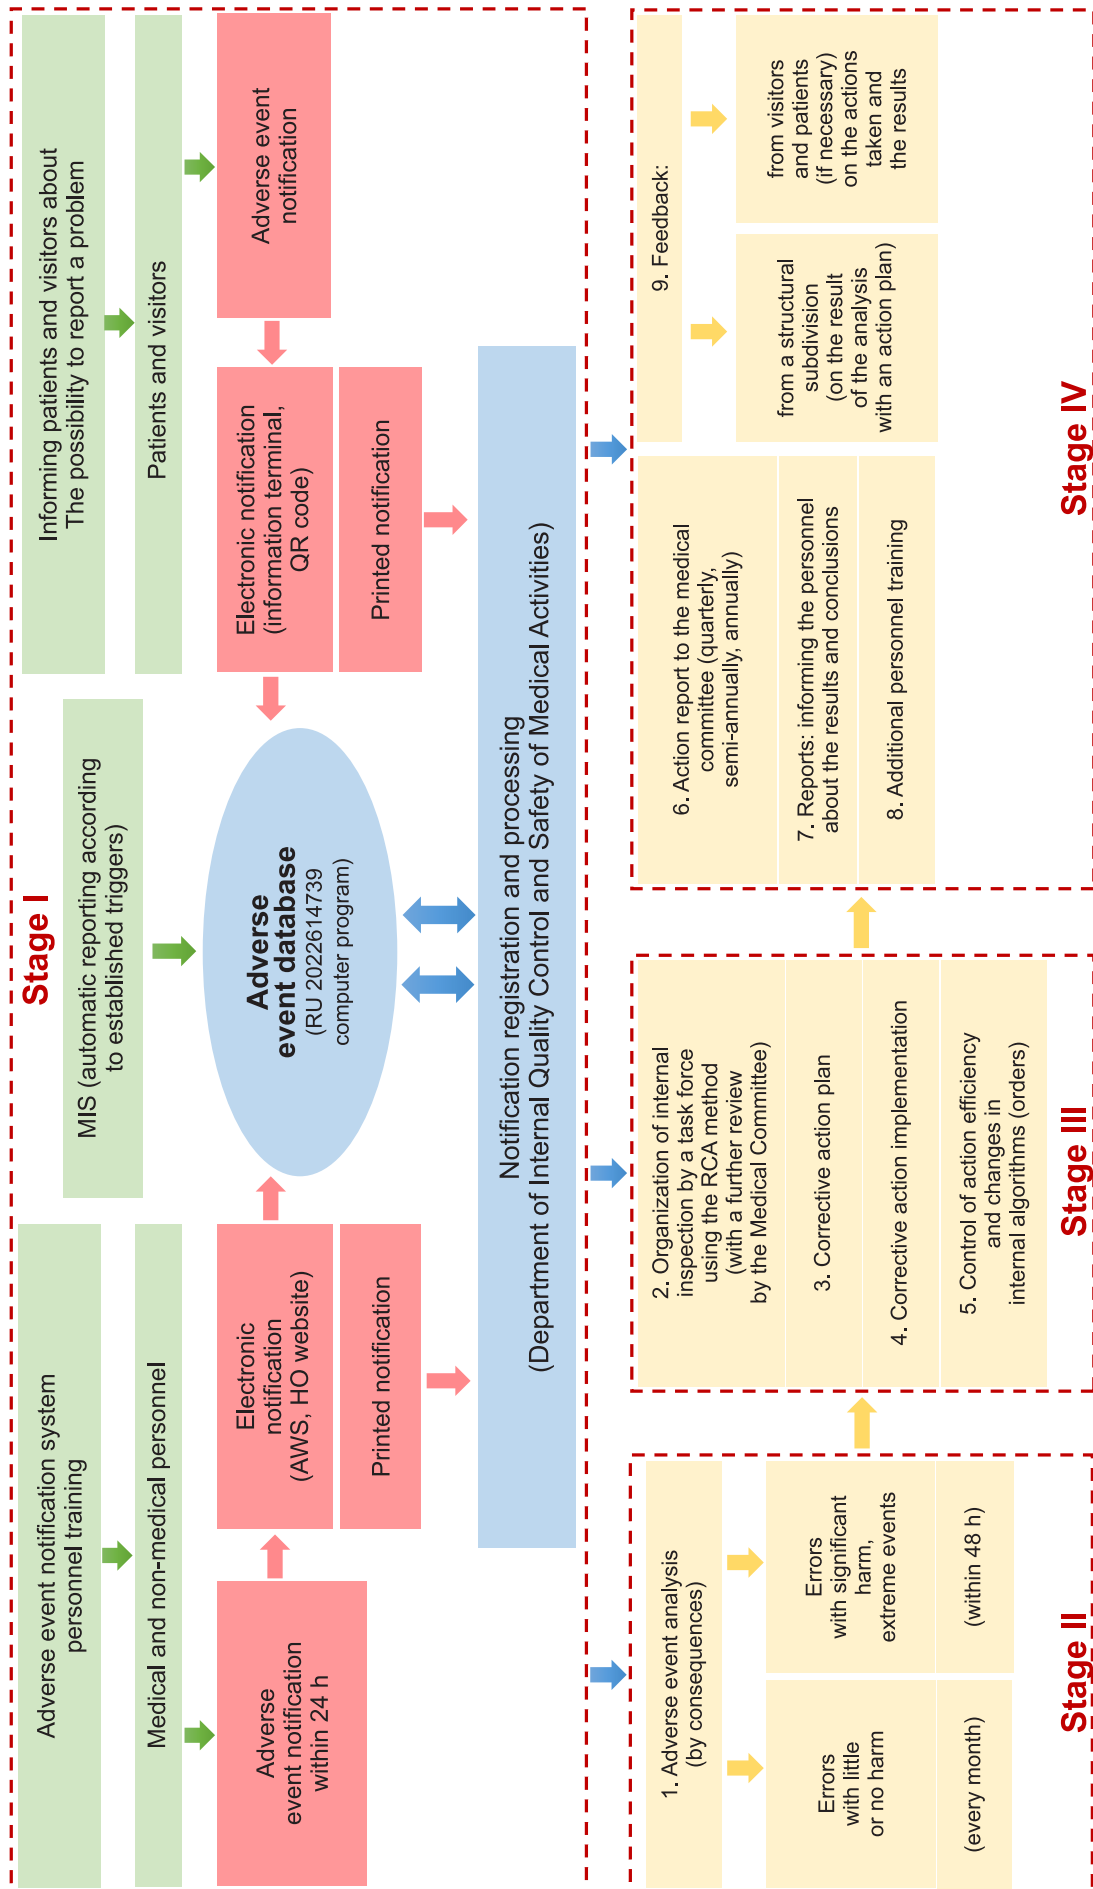 Stage I
Adverse event notification system
personnel training
Medical and non-medical personnel
Adverse
event notification
within 24 h
Electronic
notification
(AWS, HO website)
Printed notification
MIS (automatic reporting according
to established triggers)
Adverse
event database
(RU 2022614739
computer program)
Informing patients and visitors about
The possibility to report a problem
Patients and visitors
Adverse event
notification
Electronic notification
(information terminal,
QR code)
Printed notification
Notification registration and processing
(Department of Internal Quality Control and Safety of Medical Activities)
1. Adverse event analysis
(by consequences)
Errors
with little
or no harm
(every month)
Errors
with significant
harm,
extreme events
(within 48 h)
Stage II
2. Organization of internal
inspection by a task force
using the RCA method
(with a further review
by the Medical Committee)
3. Corrective action plan
4. Corrective action implementation
5. Control of action efficiency
and changes in
internal algorithms (orders)
Stage III
6. Action report to the medical
committee (quarterly,
semi-annually, annually)
7. Reports: informing the personnel
about the results and conclusions
8. Additional personnel training
9. Feedback:
from a structural
subdivision
(on the result
of the analysis
with an action plan)
from visitors
and patients
(if necessary)
on the actions
taken and
the results
Stage IV